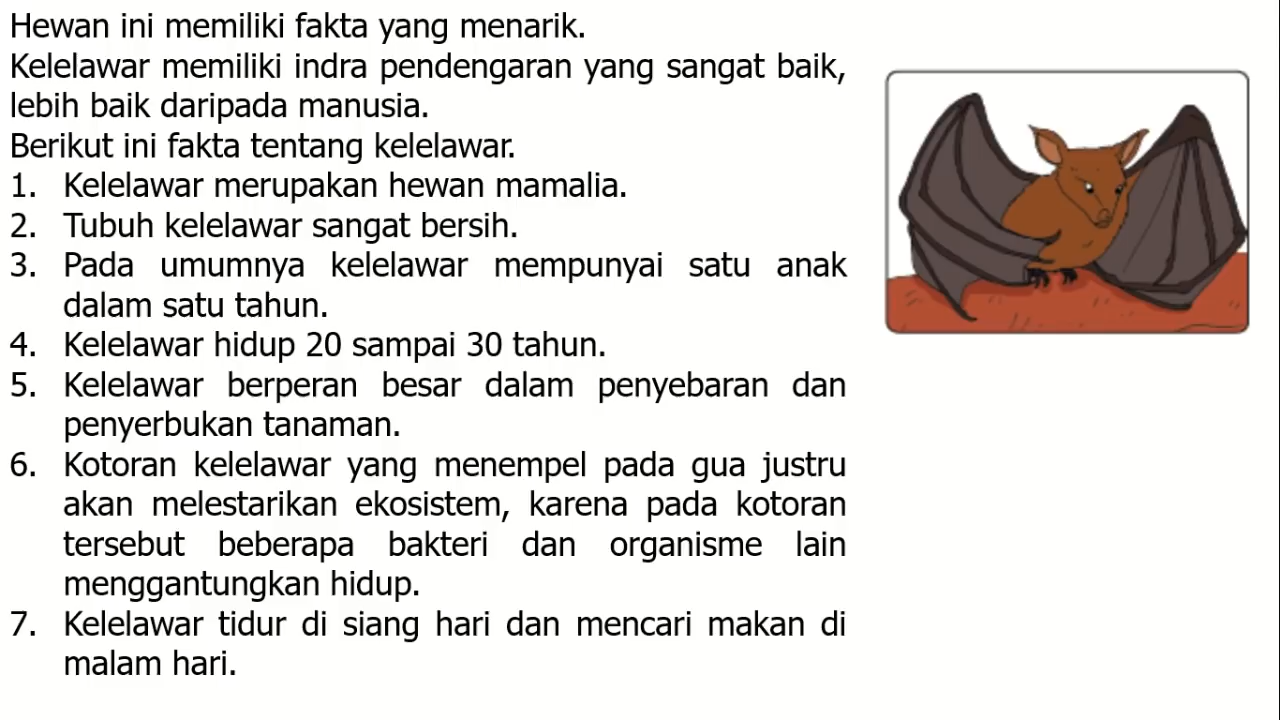 Hewan ini memiliki fakta yang menarik.
Kelelawar memiliki indra pendengaran yang sangat baik,
lebih baik daripada manusia.
Berikut ini fakta tentang kelelawar.
1. Kelelawar merupakan hewan mamalia.
2. Tubuh kelelawar sangat bersih.
3. Pada umumnya kelelawar mempunyai satu anak
dalam satu tahun.
4. Kelelawar hidup 20 sampai 30 tahun.
5. Kelelawar berperan besar dalam penyebaran dan
penyerbukan tanaman.
6. Kotoran kelelawar yang menempel pada gua justru
akan melestarikan ekosistem, karena pada kotoran
tersebut beberapa bakteri dan organisme lain
menggantungkan hidup.
7. Kelelawar tidur di siang hari dan mencari makan di
malam hari.